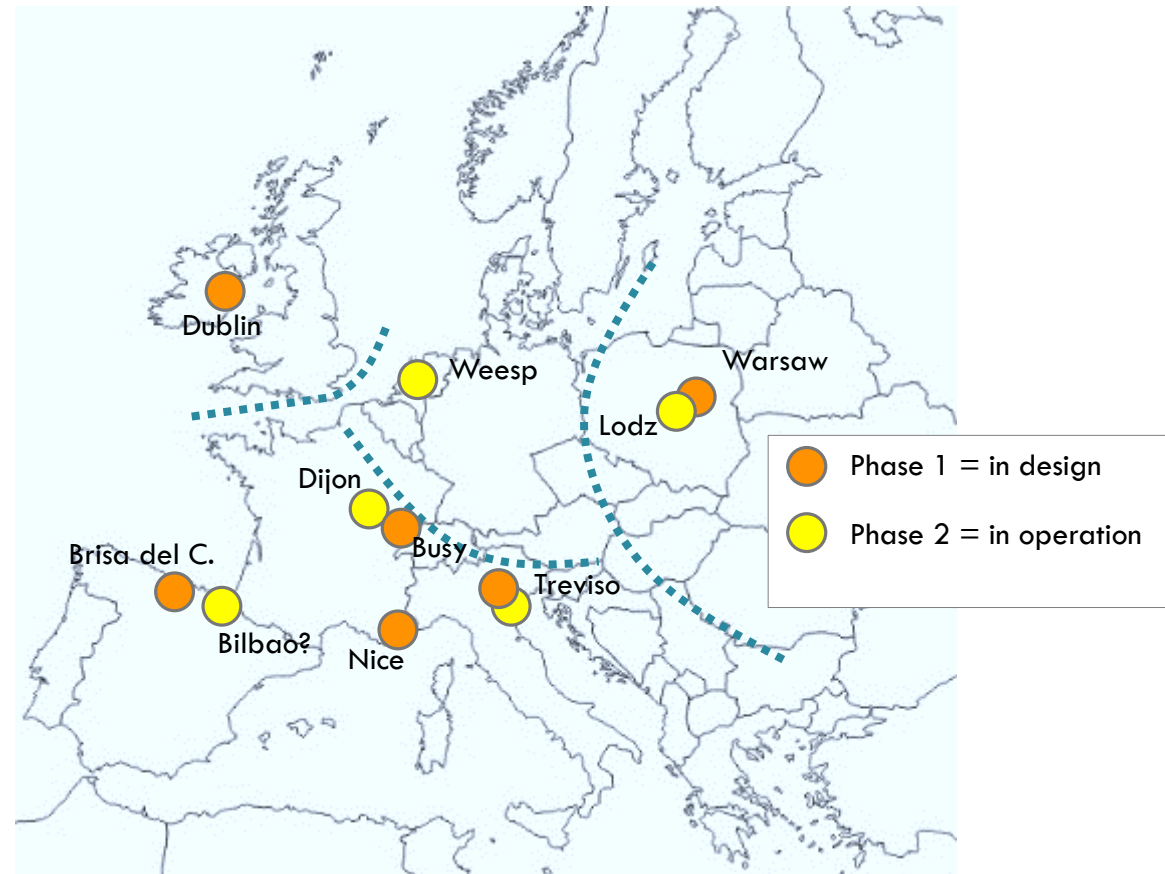 Dublin
Weesp
Warsaw
Lodz
Phase 1 = in design
Dijon
Phase 2 = in operation
Busy
Brisa del C.
Treviso
Bilbao?
Nice